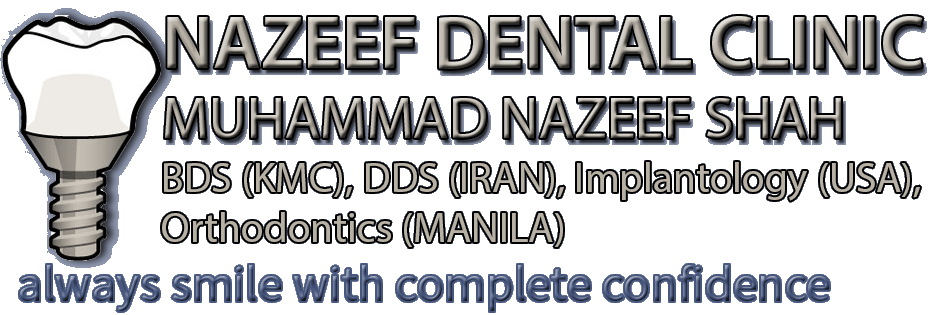 NAZEEF DENTAL CLINIC
MUHAMMAD NAZEEF SHAH
BDS (KMC), DDS (IRAN), Implantology (USA),
Orthodontics (MANILA)
always smile with complete confidence